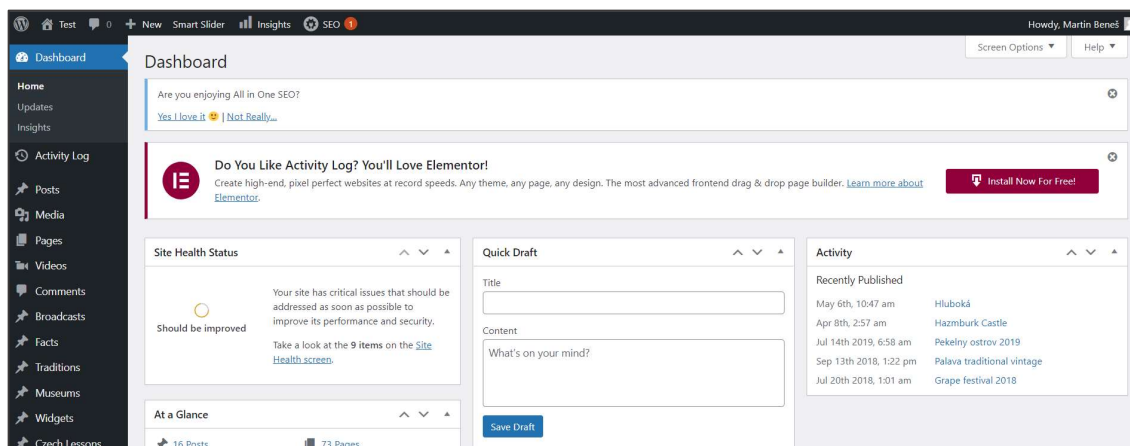 Test 0 + New Smart Slider Insights SEO 1 Howdy, Martin Beneš
Screen Options ▼ Help ▼
Dashboard
Home
Updates
Insights
Activity Log
Posts
Media
Pages
Videos
Comments
Broadcasts
Facts
Traditions
Museums
Widgets
Czech Lessons
Dashboard
Are you enjoying All in One SEO?
Yes I love it 🙂 | Not Really...
Do You Like Activity Log? You'll Love Elementor!
Create high-end, pixel perfect websites at record speeds. Any theme, any page, any design. The most advanced frontend drag & drop page builder. Learn more about
Elementor.
Install Now For Free!
Site Health Status
Should be improved
Your site has critical issues that should be
addressed as soon as possible to
improve its performance and security.
Take a look at the 9 items on the Site
Health screen.
At a Glance
16 Posts 73 Pages
Quick Draft
Title
Content
What's on your mind?
Save Draft
Activity
Recently Published
May 6th, 10:47 am Hluboká
Apr 8th, 2:57 am Hazmburk Castle
Jul 14th 2019, 6:58 am Pekelny ostrov 2019
Sep 13th 2018, 1:22 pm Palava traditional vintage
Jul 20th 2018, 1:01 am Grape festival 2018